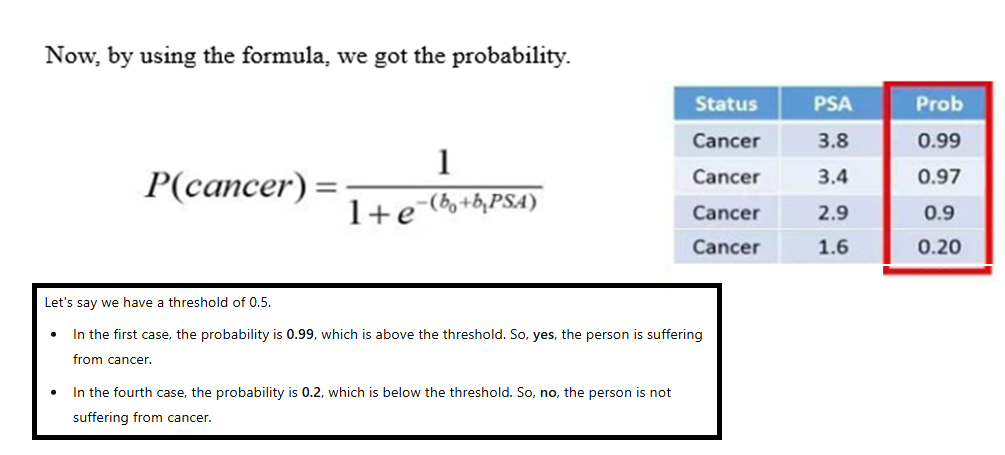 Now, by using the formula, we got the probability.
Status PSA Prob
Cancer 3.8 0.99
Cancer 3.4 0.97
Cancer 2.9 0.9
Cancer 1.6 0.20
P(cancer) = 1 / 1+e^-(b₀+b₁PSA)
Let's say we have a threshold of 0.5.
• In the first case, the probability is 0.99, which is above the threshold. So, yes, the person is suffering
from cancer.
• In the fourth case, the probability is 0.2, which is below the threshold. So, no, the person is not
suffering from cancer.